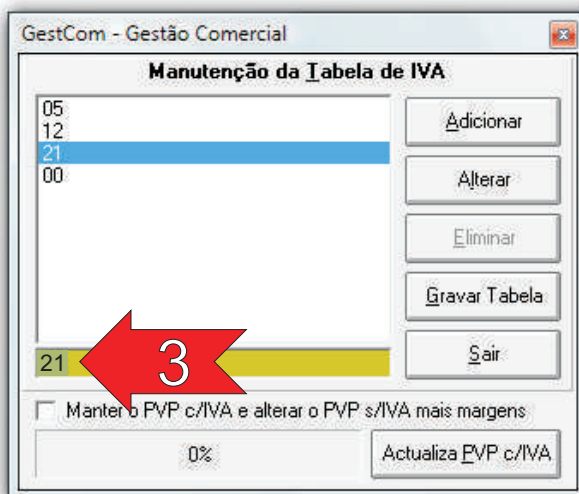 GestCom - Gestão Comercial
Manutenção da Tabela de IVA
05
12
21
00
Adicionar
Alterar
Eliminar
Gravar Tabela
Sair
21
3
Manter o PVP c/IVA e alterar o PVP s/IVA mais margens
0%
Actualiza PVP c/IVA